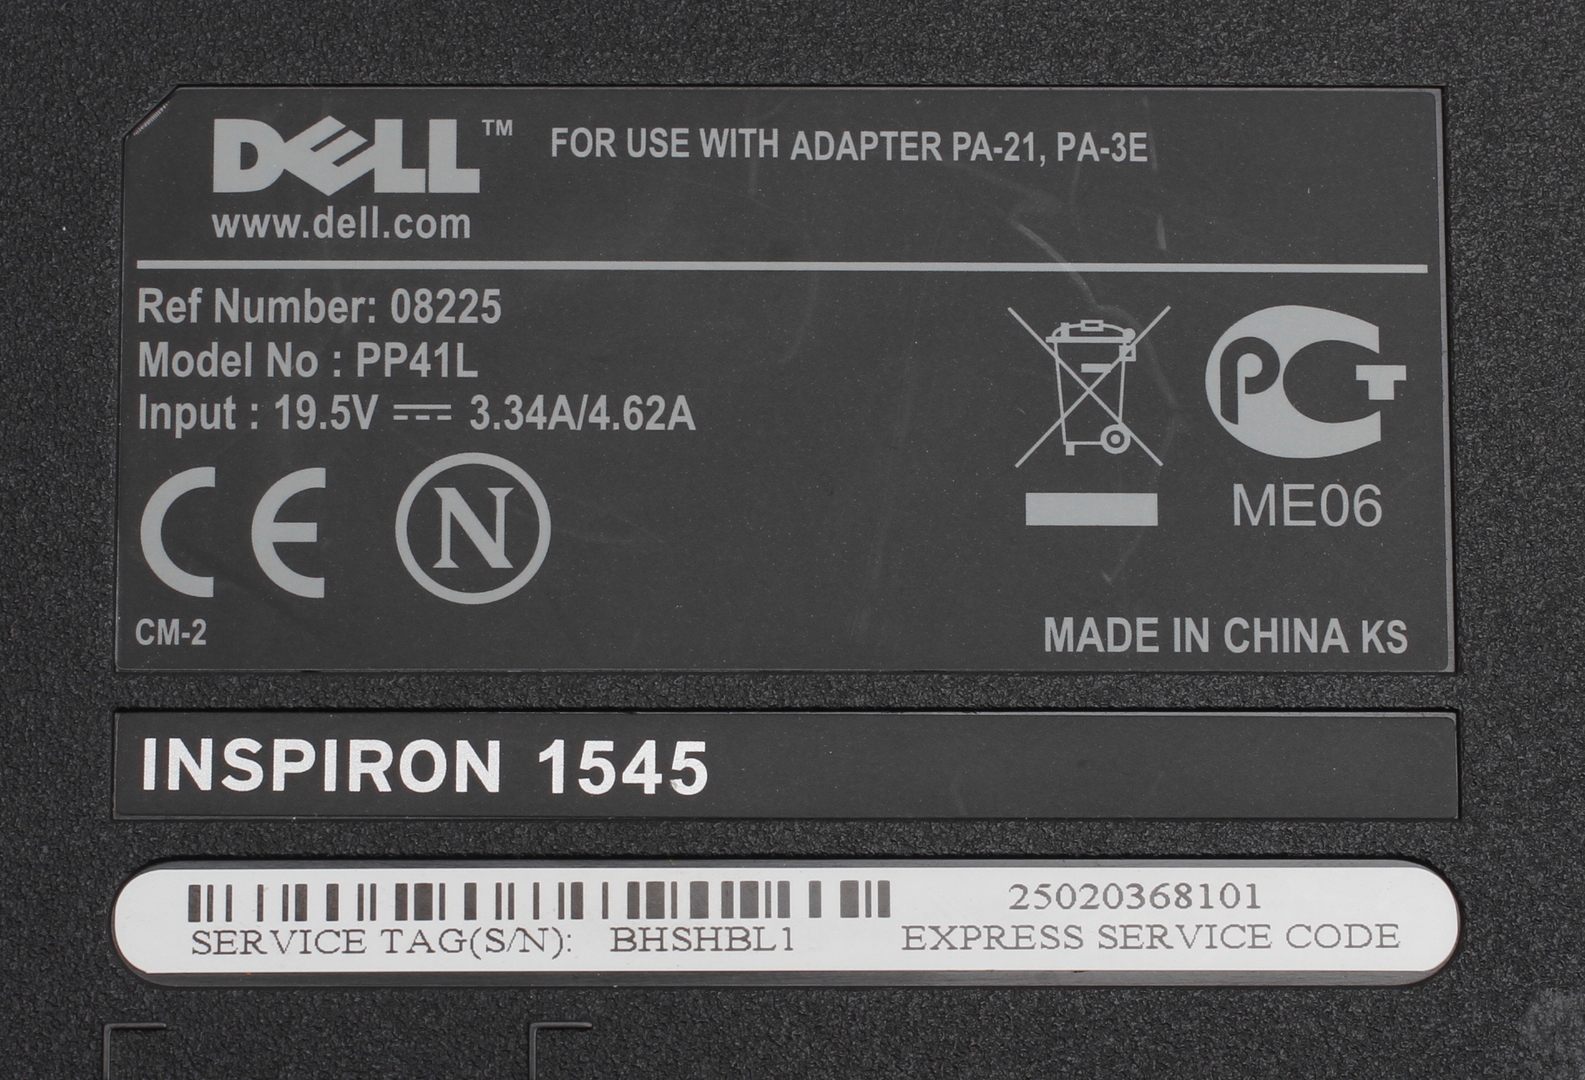 DELL™ FOR USE WITH ADAPTER PA-21, PA-3E
www.dell.com
Ref Number: 08225
Model No : PP41L
Input : 19.5V ⎓ 3.34A/4.62A
CE N
PCT
ME06
CM-2
MADE IN CHINA KS
INSPIRON 1545
25020368101
SERVICE TAG(S/N): BHSHBL1 EXPRESS SERVICE CODE